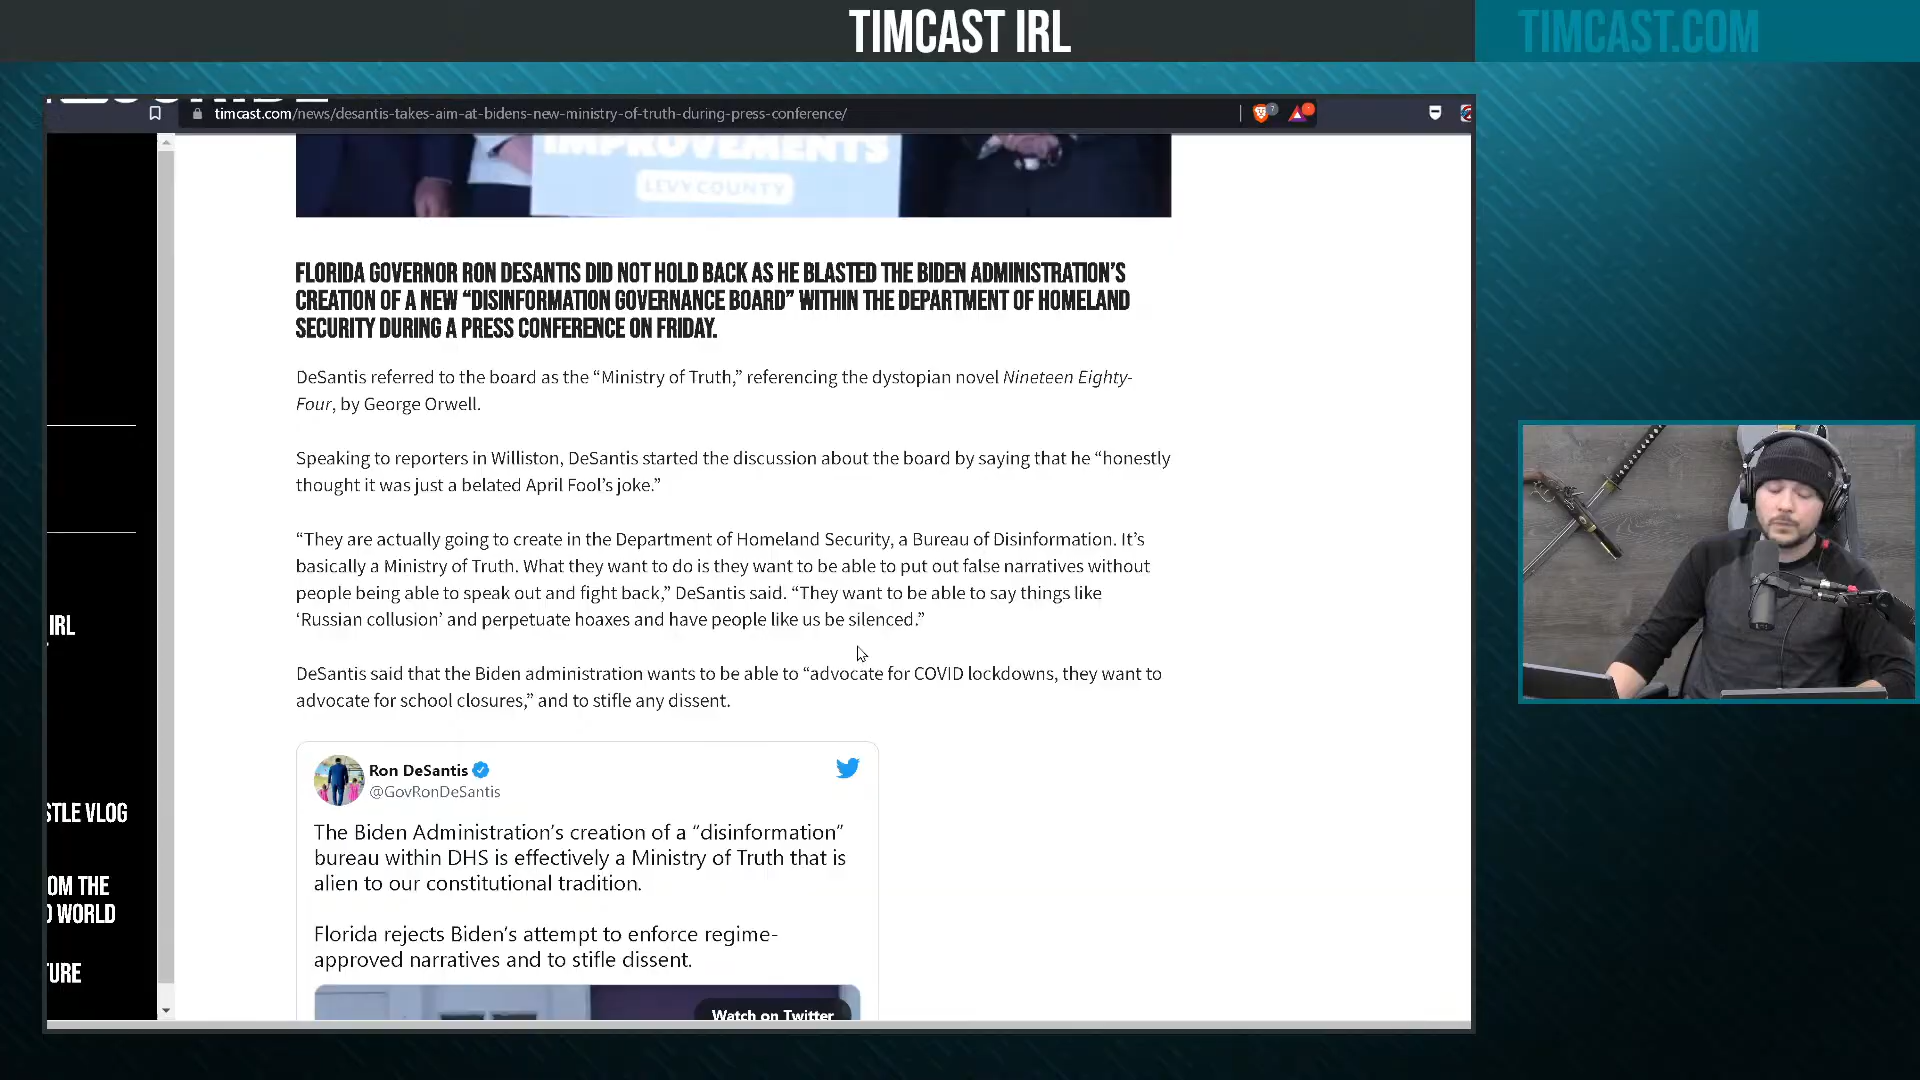 TIMCAST IRL
TIMCAST.COM
timcast.com/news/desantis-takes-aim-at-bidens-new-ministry-of-truth-during-press-conference/
IMPROVEMENTS
LEVY COUNTY
FLORIDA GOVERNOR RON DESANTIS DID NOT HOLD BACK AS HE BLASTED THE BIDEN ADMINISTRATION’S
CREATION OF A NEW “DISINFORMATION GOVERNANCE BOARD” WITHIN THE DEPARTMENT OF HOMELAND
SECURITY DURING A PRESS CONFERENCE ON FRIDAY.
DeSantis referred to the board as the “Ministry of Truth,” referencing the dystopian novel Nineteen Eighty-
Four, by George Orwell.
Speaking to reporters in Williston, DeSantis started the discussion about the board by saying that he “honestly
thought it was just a belated April Fool’s joke.”
“They are actually going to create in the Department of Homeland Security, a Bureau of Disinformation. It’s
basically a Ministry of Truth. What they want to do is they want to be able to put out false narratives without
people being able to speak out and fight back,” DeSantis said. “They want to be able to say things like
‘Russian collusion’ and perpetuate hoaxes and have people like us be silenced.”
IRL
DeSantis said that the Biden administration wants to be able to “advocate for COVID lockdowns, they want to
advocate for school closures,” and to stifle any dissent.
Ron DeSantis
@GovRonDeSantis
STLE VLOG
The Biden Administration’s creation of a “disinformation”
bureau within DHS is effectively a Ministry of Truth that is
alien to our constitutional tradition.
OM THE
WORLD
Florida rejects Biden’s attempt to enforce regime-
approved narratives and to stifle dissent.
TURE
Watch on Twitter